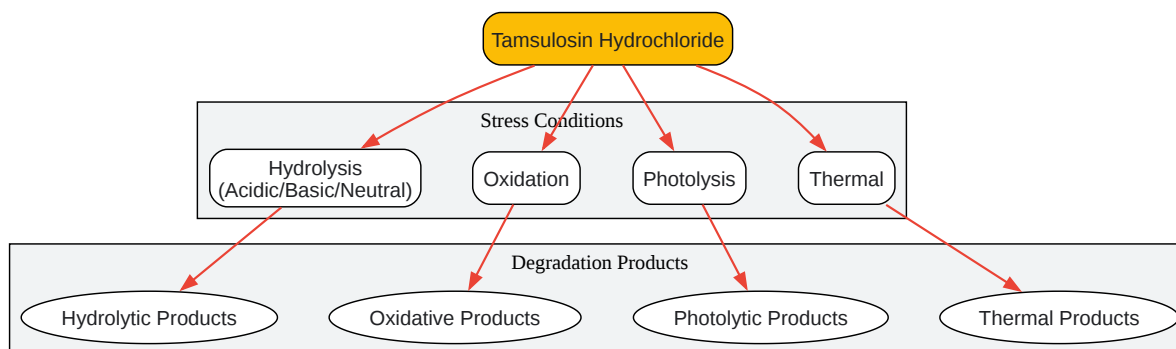 Tamsulosin Hydrochloride
Stress Conditions
Hydrolysis
(Acidic/Basic/Neutral)
Oxidation
Photolysis
Thermal
Degradation Products
Hydrolytic Products
Oxidative Products
Photolytic Products
Thermal Products